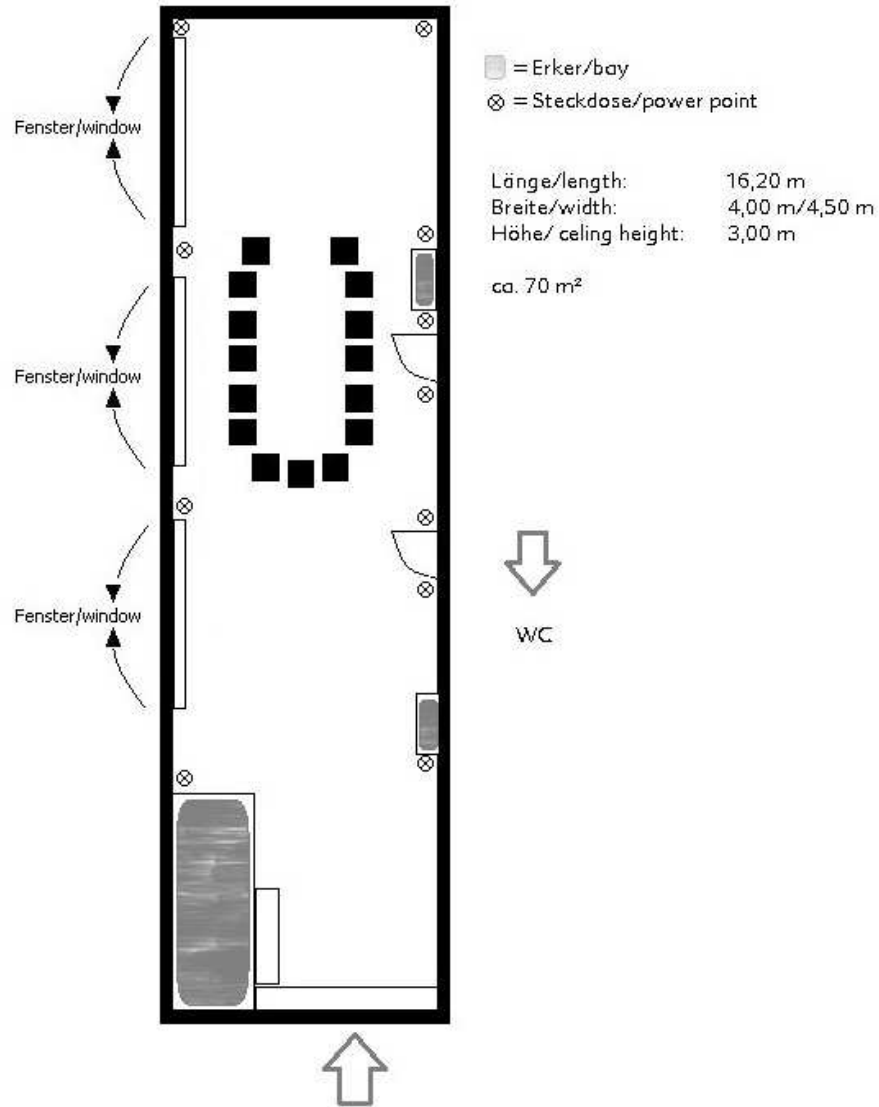 = Erker/bay
= Steckdose/power point
Fenster/window
Länge/length: 16,20 m
Breite/width: 4,00 m/4,50 m
Höhe/ celing height: 3,00 m
ca. 70 m²
Fenster/window
Fenster/window
WC